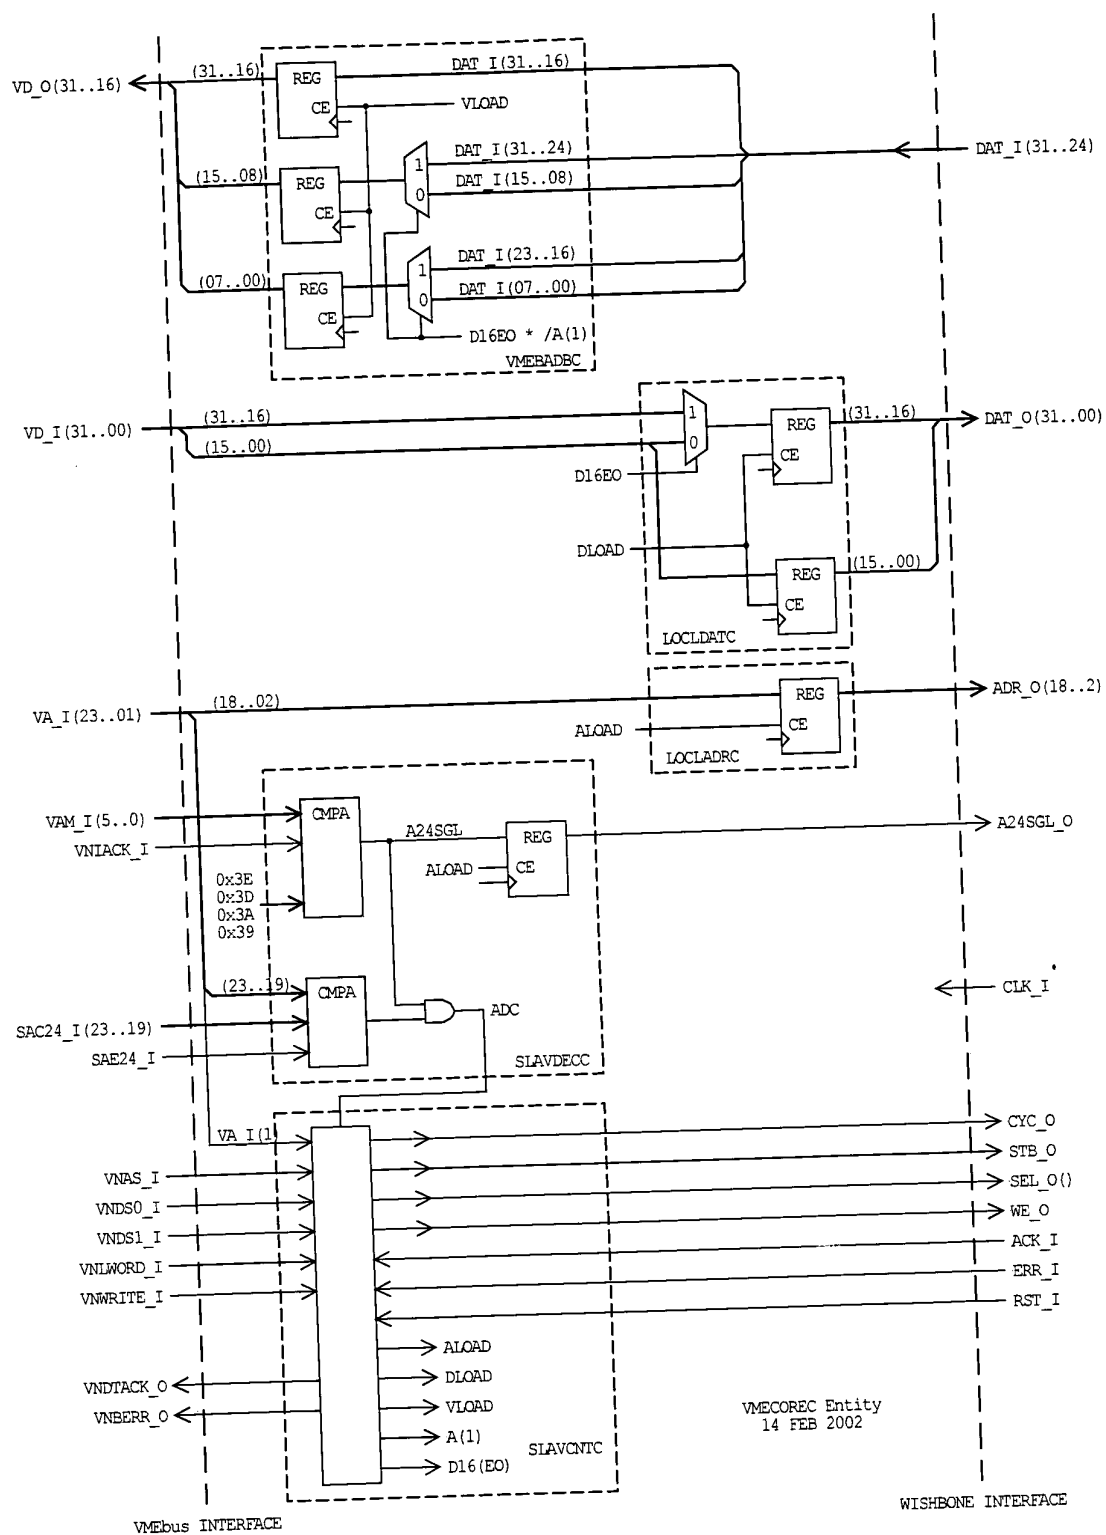 REG
(31..16)
DAT_I(31..16)
VD_O(31..16)
CE
VLOAD
DAT_I(31..24)
DAT_I(31..24)
1
(15..08)
REG
DAT_I(15..08)
0
CE
DAT_I(23..16)
1
(07..00)
REG
DAT_I(07..00)
0
CE
D16EO * /A(1)
VMEBADBC
(31..16)
1
(31..16)
VD_I(31..00)
REG
DAT_O(31..00)
(15..00)
0
CE
D16EO
DLOAD
REG
(15..00)
CE
LOCLDATC
(18..02)
REG
ADR_O(18..2)
VA_I(23..01)
CE
ALOAD
LOCLADRC
CMPA
VAM_I(5..0)
A24SGL
REG
A24SGL_O
VNIACK_I
ALOAD
CE
0x3E
0x3D
0x3A
0x39
(23..19)
CMPA
CLK_I
ADC
SAC24_I(23..19)
SAE24_I
SLAVDECC
VA_I(1
CYC_O
STB_O
VNAS_I
SEL_O()
VNDS0_I
WE_O
VNDS1_I
ACK_I
VNLWORD_I
ERR_I
VNWRITE_I
RST_I
ALOAD
VNDTACK_O
DLOAD
VNBERR_O
VLOAD
VMECOREC Entity
14 FEB 2002
A(1)
SLAVCNTC
D16(EO)
VMEbus INTERFACE
WISHBONE INTERFACE